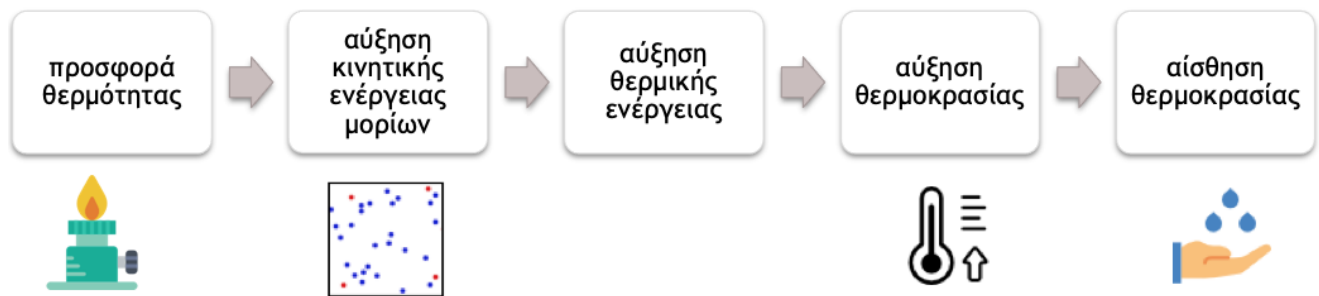 προσφορά
θερμότητας
αύξηση
κινητικής
ενέργειας
μορίων
αύξηση
θερμικής
ενέργειας
αύξηση
θερμοκρασίας
αίσθηση
θερμοκρασίας